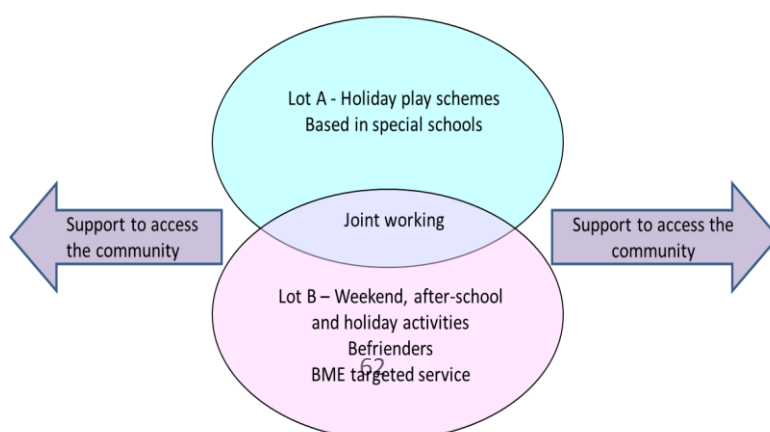 Lot A - Holiday play schemes
Based in special schools
Support to access
the community
Joint working
Support to access the
community
Lot B – Weekend, after-school
and holiday activities
Befrienders
62
BME targeted service